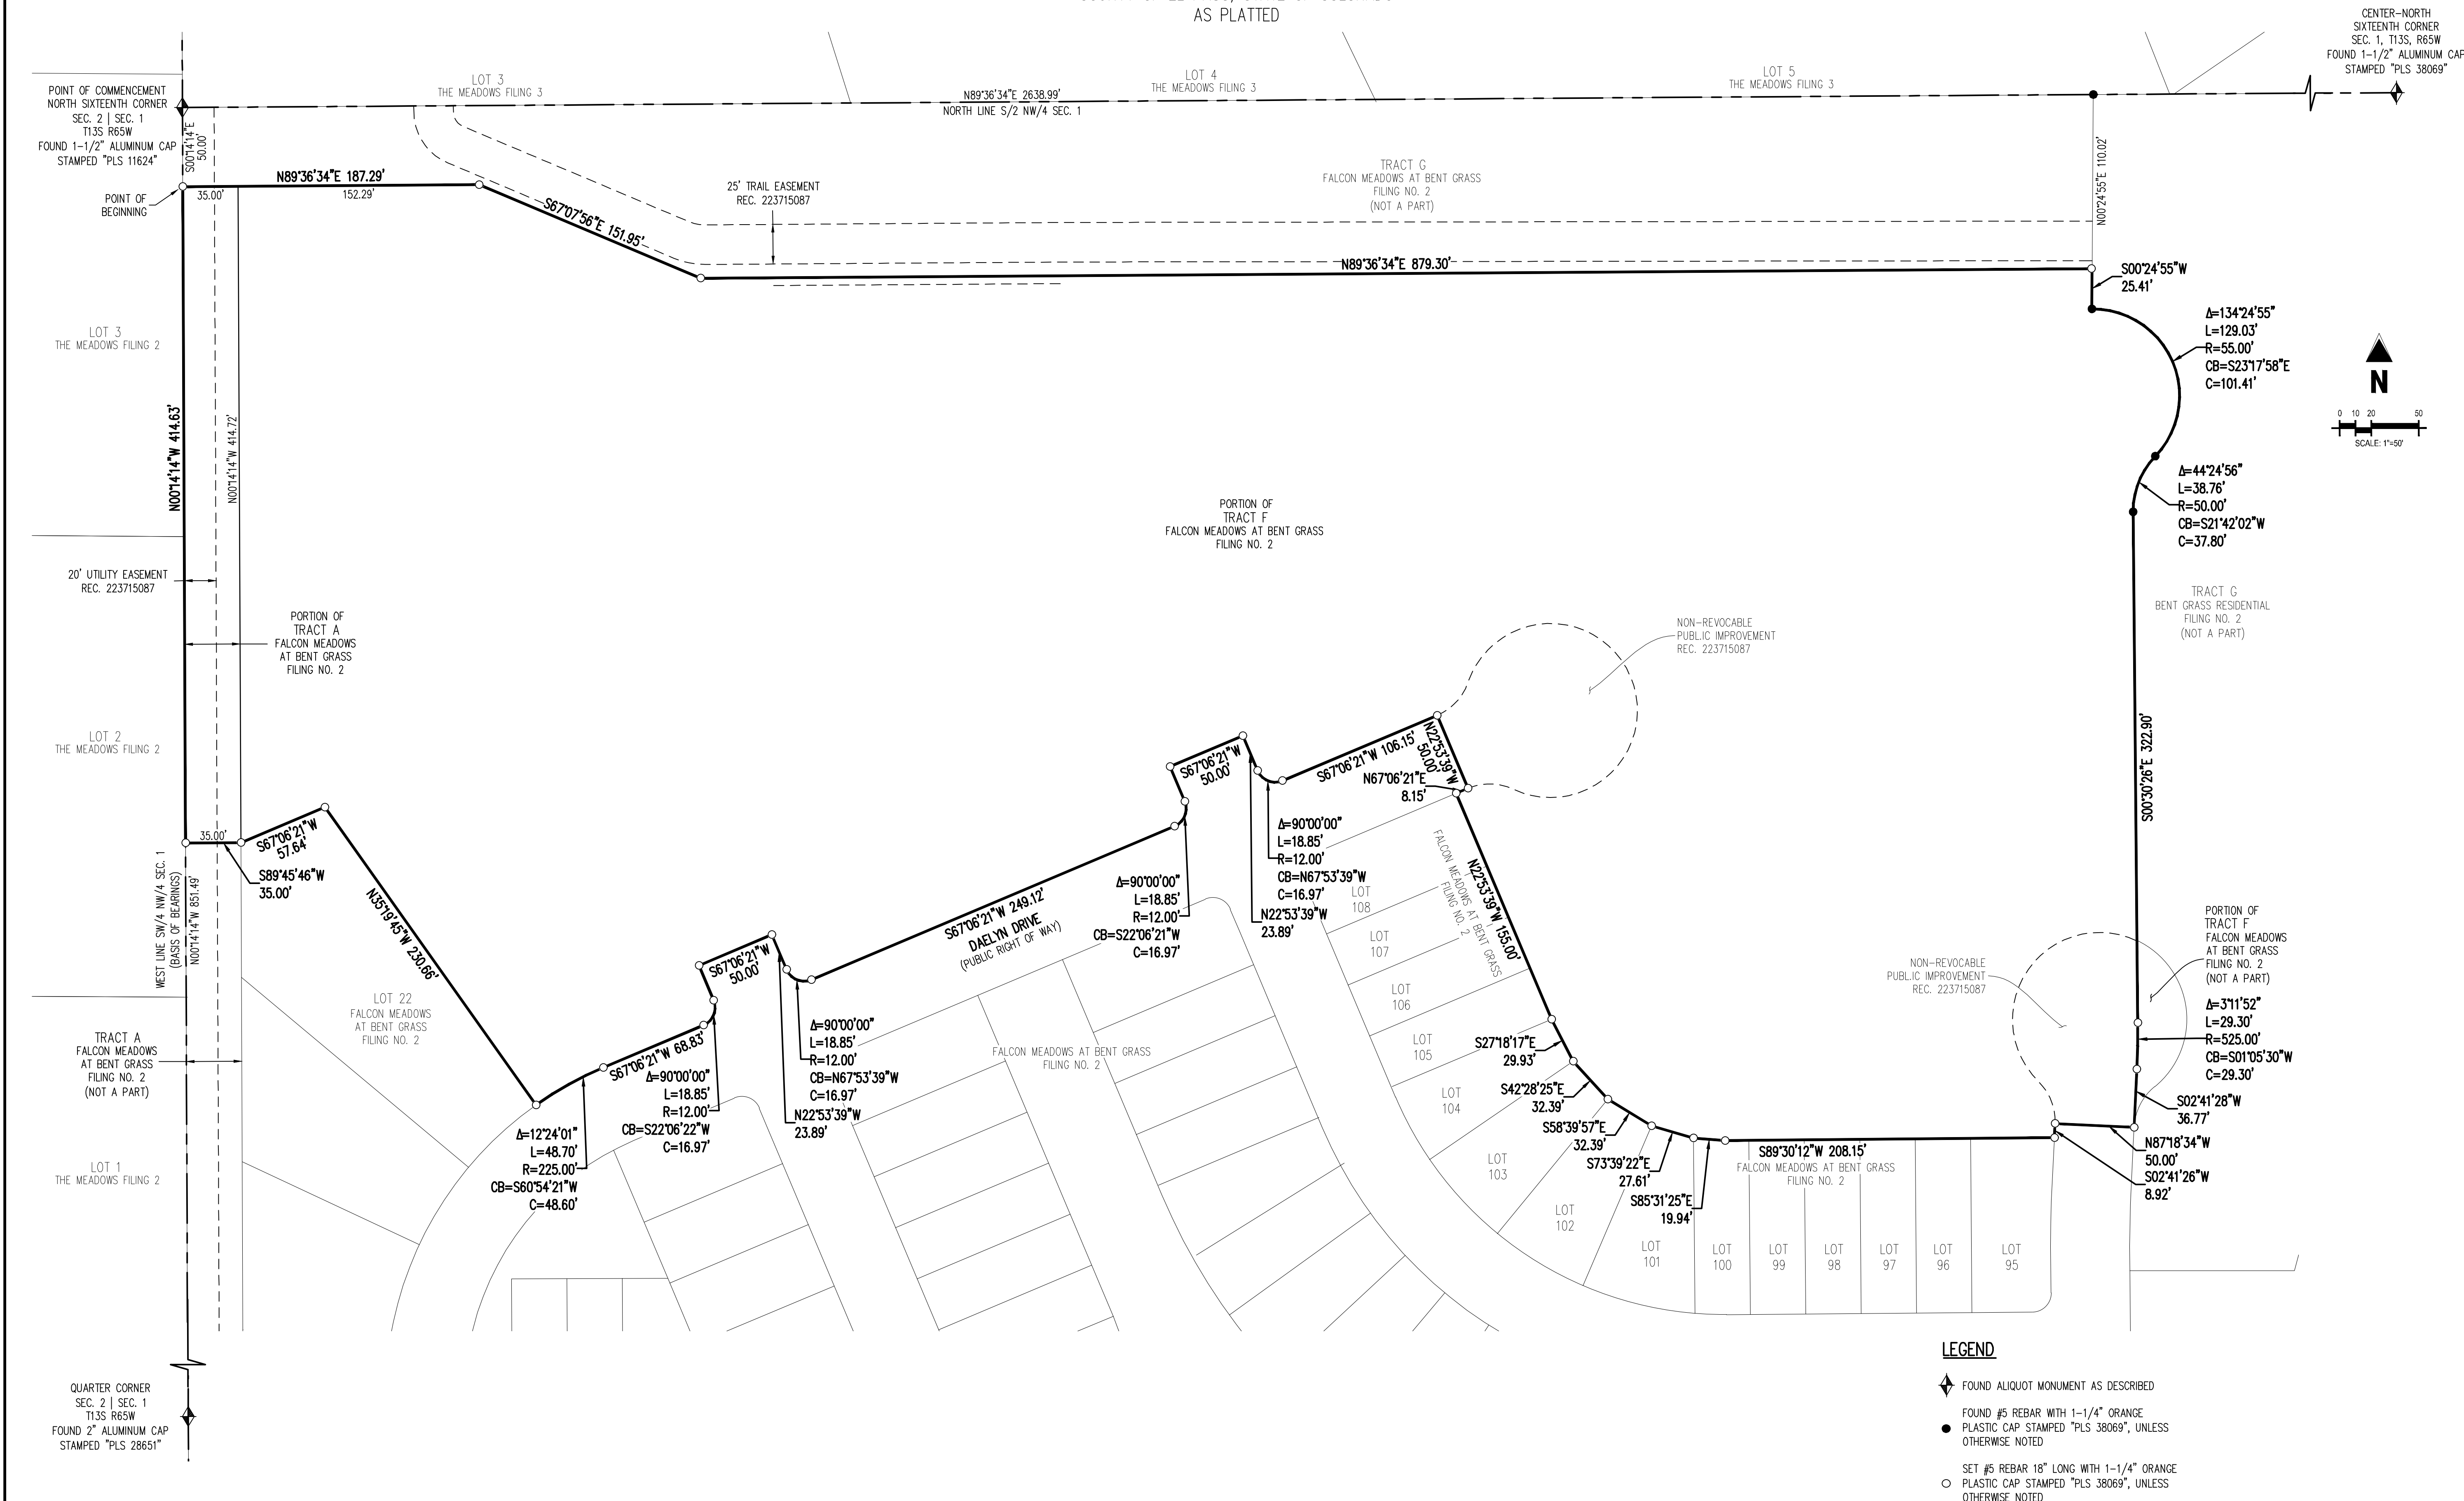 AS PLATTED
CENTER-NORTH
SIXTEENTH CORNER
SEC. 1, T13S, R65W
FOUND 1-1/2" ALUMINUM CAP
STAMPED "PLS 38069"
POINT OF COMMENCEMENT
NORTH SIXTEENTH CORNER
SEC. 2 | SEC. 1
T13S R65W
FOUND 1-1/2" ALUMINUM CAP
STAMPED "PLS 11624"
LOT 3
THE MEADOWS FILING 3
N89°36'34"E 2638.99'
NORTH LINE S/2 NW/4 SEC. 1
LOT 4
THE MEADOWS FILING 3
LOT 5
THE MEADOWS FILING 3
S00°14'14"E
50.00'
POINT OF
BEGINNING
N89°36'34"E 187.29'
35.00'
152.29'
S67°07'56"E 151.95'
25' TRAIL EASEMENT
REC. 223715087
TRACT G
FALCON MEADOWS AT BENT GRASS
FILING NO. 2
(NOT A PART)
N00°24'55"E 110.02'
N89°36'34"E 879.30'
S00°24'55"W
25.41'
Δ=134°24'55"
L=129.03'
R=55.00'
CB=S23°17'58"E
C=101.41'
N
0 10 20 50
SCALE: 1"=50'
Δ=44°24'56"
L=38.76'
R=50.00'
CB=S21°42'02"W
C=37.80'
LOT 3
THE MEADOWS FILING 2
N00°14'14"W 414.63'
N00°14'14"W 414.72'
PORTION OF
TRACT F
FALCON MEADOWS AT BENT GRASS
FILING NO. 2
20' UTILITY EASEMENT
REC. 223715087
PORTION OF
TRACT A
FALCON MEADOWS
AT BENT GRASS
FILING NO. 2
TRACT G
BENT GRASS RESIDENTIAL
FILING NO. 2
(NOT A PART)
NON-REVOCABLE
PUBL.IC IMPROVEMENT
REC. 223715087
LOT 2
THE MEADOWS FILING 2
S00°30'26"E 322.90'
35.00'
S67°06'21"W
57.64'
S89°45'46"W
35.00'
WEST LINE SW/4 NW/4 SEC. 1
(BASIS OF BEARINGS)
N00°14'14"W 851.49'
N35°19'45"W 230.66'
LOT 22
FALCON MEADOWS
AT BENT GRASS
FILING NO. 2
TRACT A
FALCON MEADOWS
AT BENT GRASS
FILING NO. 2
(NOT A PART)
LOT 1
THE MEADOWS FILING 2
Δ=12°24'01"
L=48.70'
R=225.00'
CB=S60°54'21"W
C=48.60'
S67°06'21"W 68.83'
Δ=90°00'00"
L=18.85'
R=12.00'
CB=S22°06'22"W
C=16.97'
S67°06'21"W
50.00'
Δ=90°00'00"
L=18.85'
R=12.00'
CB=N67°53'39"W
C=16.97'
N22°53'39"W
23.89'
S67°06'21"W 249.12'
DAELYN DRIVE
(PUBLIC RIGHT OF WAY)
Δ=90°00'00"
L=18.85'
R=12.00'
CB=S22°06'21"W
C=16.97'
S67°06'21"W
50.00'
Δ=90°00'00"
L=18.85'
R=12.00'
CB=N67°53'39"W
C=16.97'
N22°53'39"W
23.89'
S67°06'21"W 106.15'
N22°53'39"W
50.00'
N67°06'21"E
8.15'
FALCON MEADOWS AT BENT GRASS
FILING NO. 2
N22°53'39"W 155.00'
FALCON MEADOWS AT BENT GRASS
FILING NO. 2
LOT
108
LOT
107
LOT
106
LOT
105
LOT
104
LOT
103
LOT
102
LOT
101
LOT
100
LOT
99
LOT
98
LOT
97
LOT
96
LOT
95
S27°18'17"E
29.93'
S42°28'25"E
32.39'
S58°39'57"E
32.39'
S73°39'22"E
27.61'
S85°31'25"E
19.94'
S89°30'12"W 208.15'
FALCON MEADOWS AT BENT GRASS
FILING NO. 2
NON-REVOCABLE
PUBL.IC IMPROVEMENT
REC. 223715087
PORTION OF
TRACT F
FALCON MEADOWS
AT BENT GRASS
FILING NO. 2
(NOT A PART)
Δ=3°11'52"
L=29.30'
R=525.00'
CB=S01°05'30"W
C=29.30'
S02°41'28"W
36.77'
N87°18'34"W
50.00'
S02°41'26"W
8.92'
QUARTER CORNER
SEC. 2 | SEC. 1
T13S R65W
FOUND 2" ALUMINUM CAP
STAMPED "PLS 28651"
LEGEND
FOUND ALIQUOT MONUMENT AS DESCRIBED
FOUND #5 REBAR WITH 1-1/4" ORANGE
PLASTIC CAP STAMPED "PLS 38069", UNLESS
OTHERWISE NOTED
SET #5 REBAR 18" LONG WITH 1-1/4" ORANGE
PLASTIC CAP STAMPED "PLS 38069", UNLESS
OTHERWISE NOTED